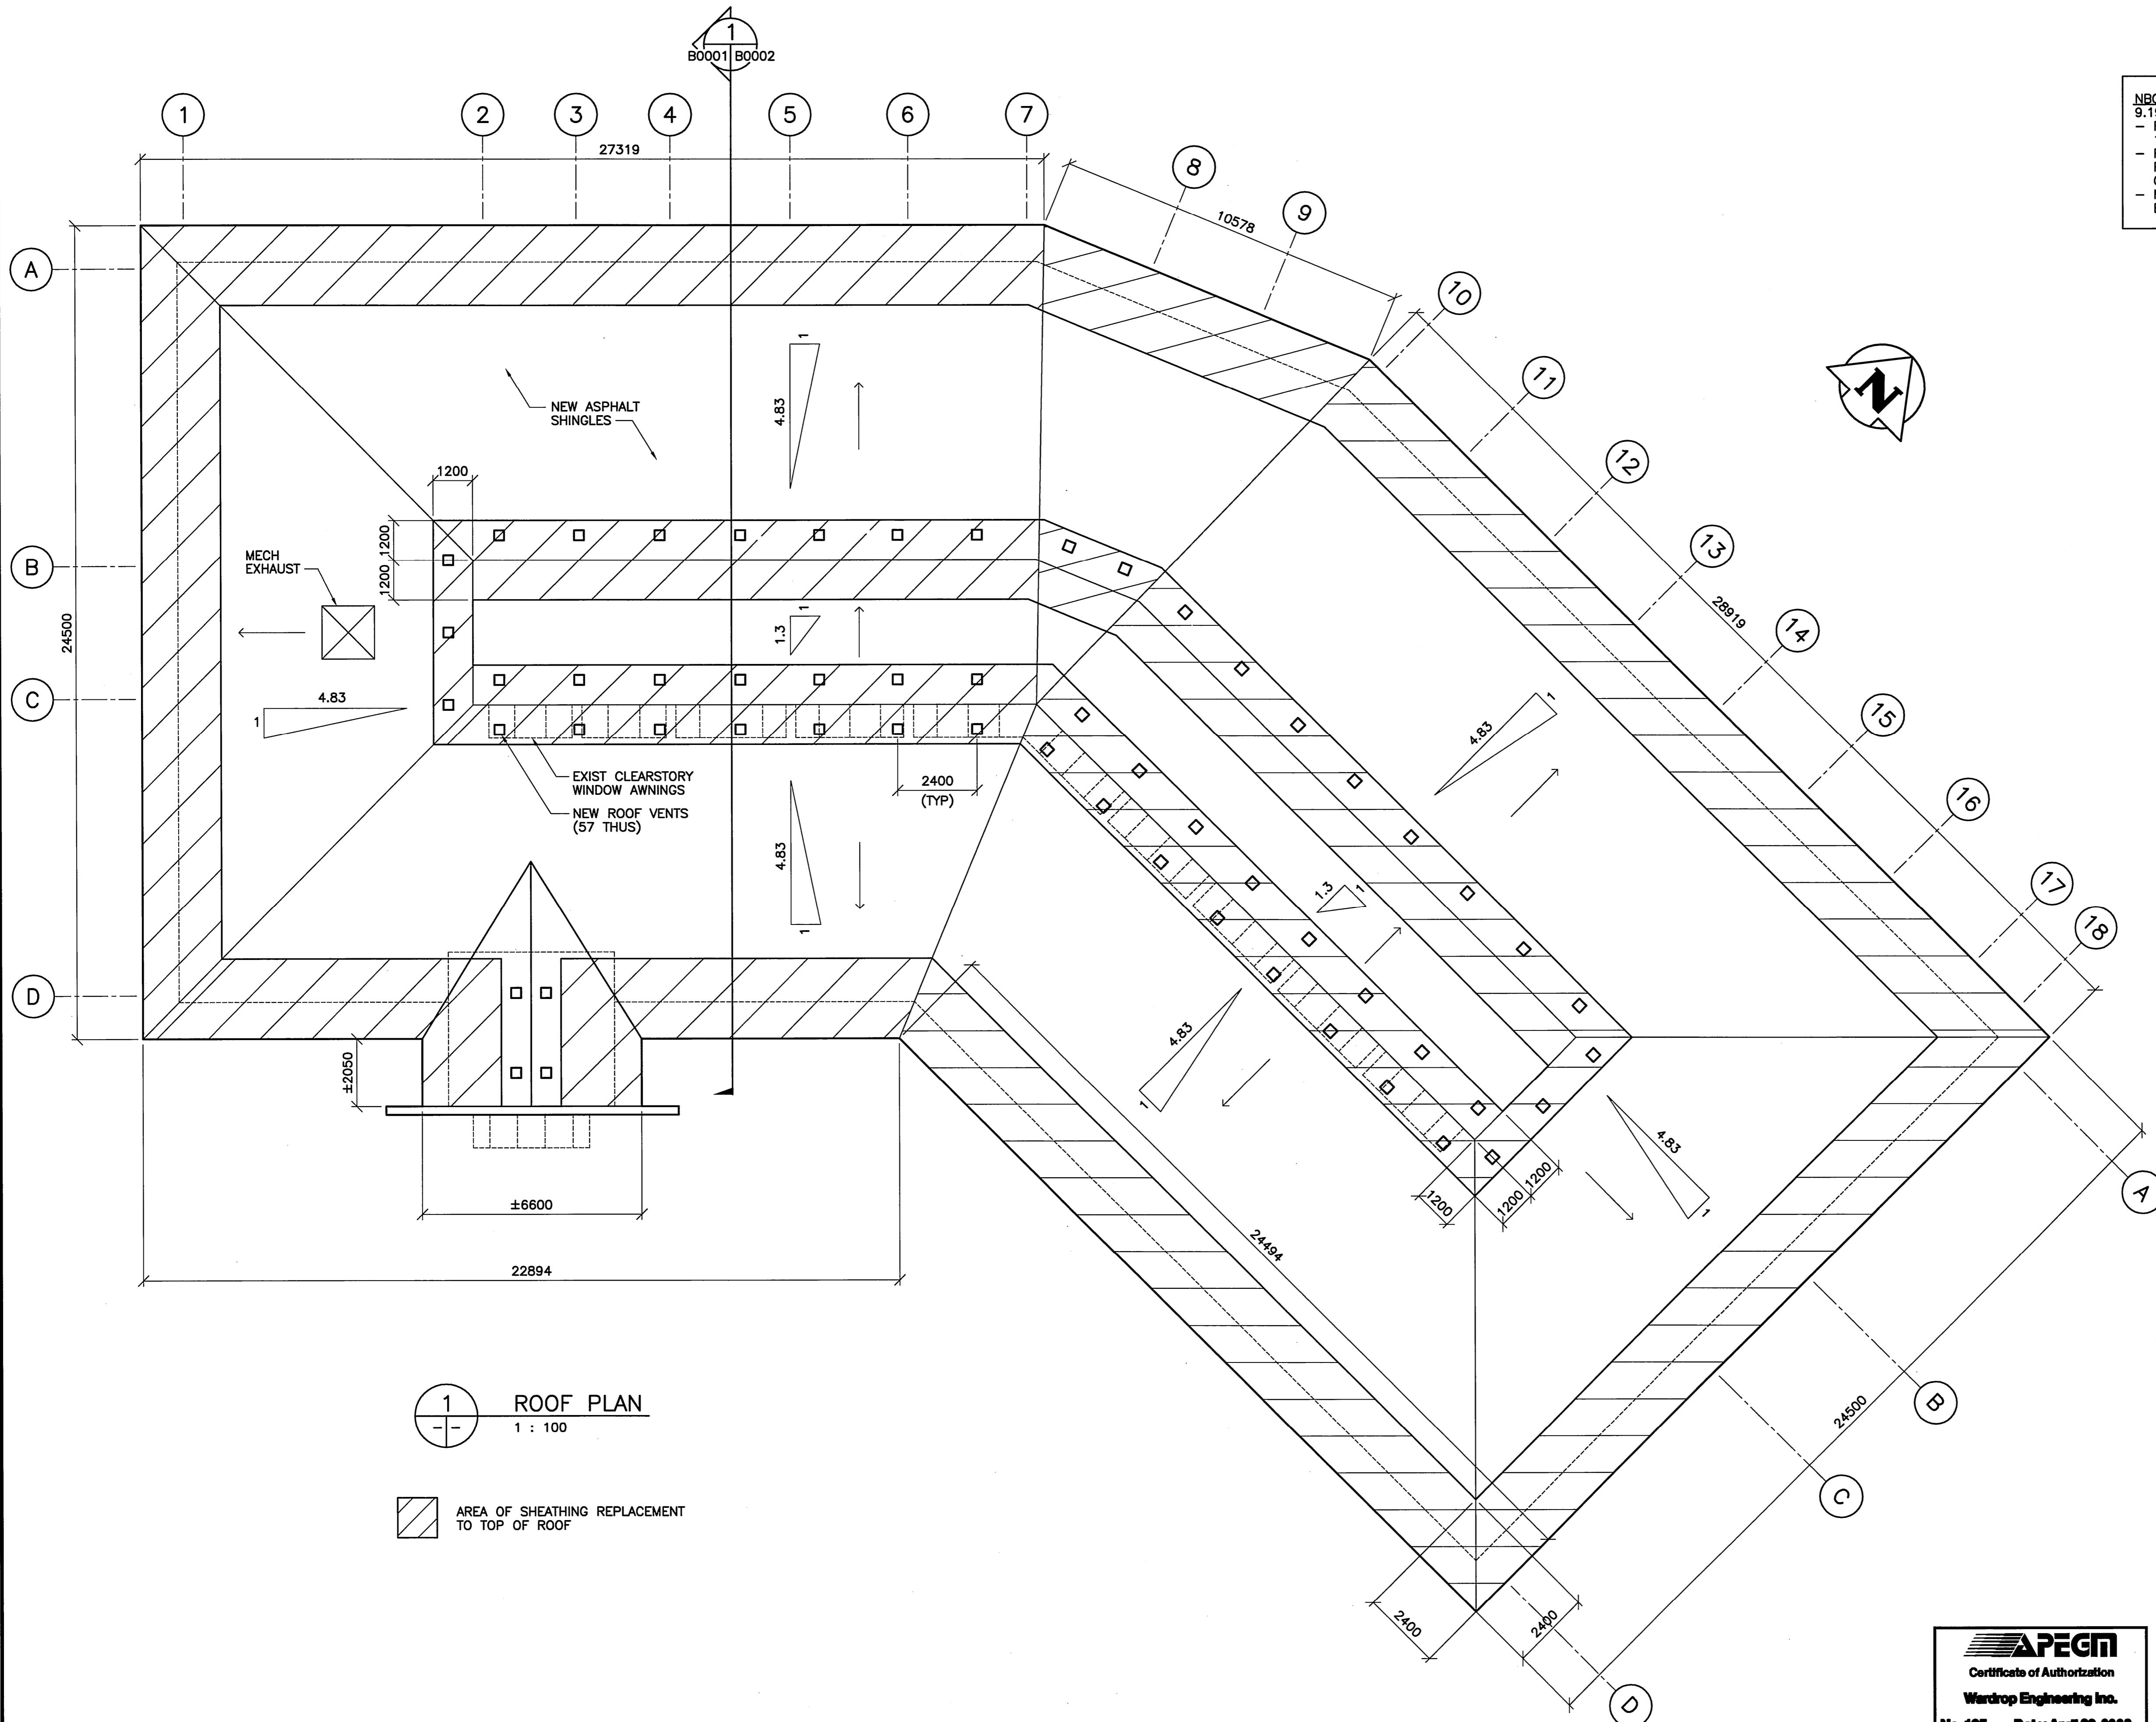 1
B0001 B0002
1
2
3
4
5
6
7
27319
8
9
10578
10
11
12
13
14
15
16
17
18
28919
NBC
9.19
A
B
C
D
24500
N
NEW ASPHALT
SHINGLES
4.83
1
1200
1200
1200
MECH
EXHAUST
1.3
1
4.83
1
4.83
1
EXIST CLEARSTORY
WINDOW AWNINGS
NEW ROOF VENTS
(57 THUS)
2400
(TYP)
4.83
1
1.3
1
4.83
1
4.83
1
1200
1200
1200
±2050
±6600
22894
24494
24500
A
B
C
D
2400
2400
1
ROOF PLAN
1 : 100
AREA OF SHEATHING REPLACEMENT
TO TOP OF ROOF
APEGM
Certificate of Authorization
Wardrop Engineering Inc.